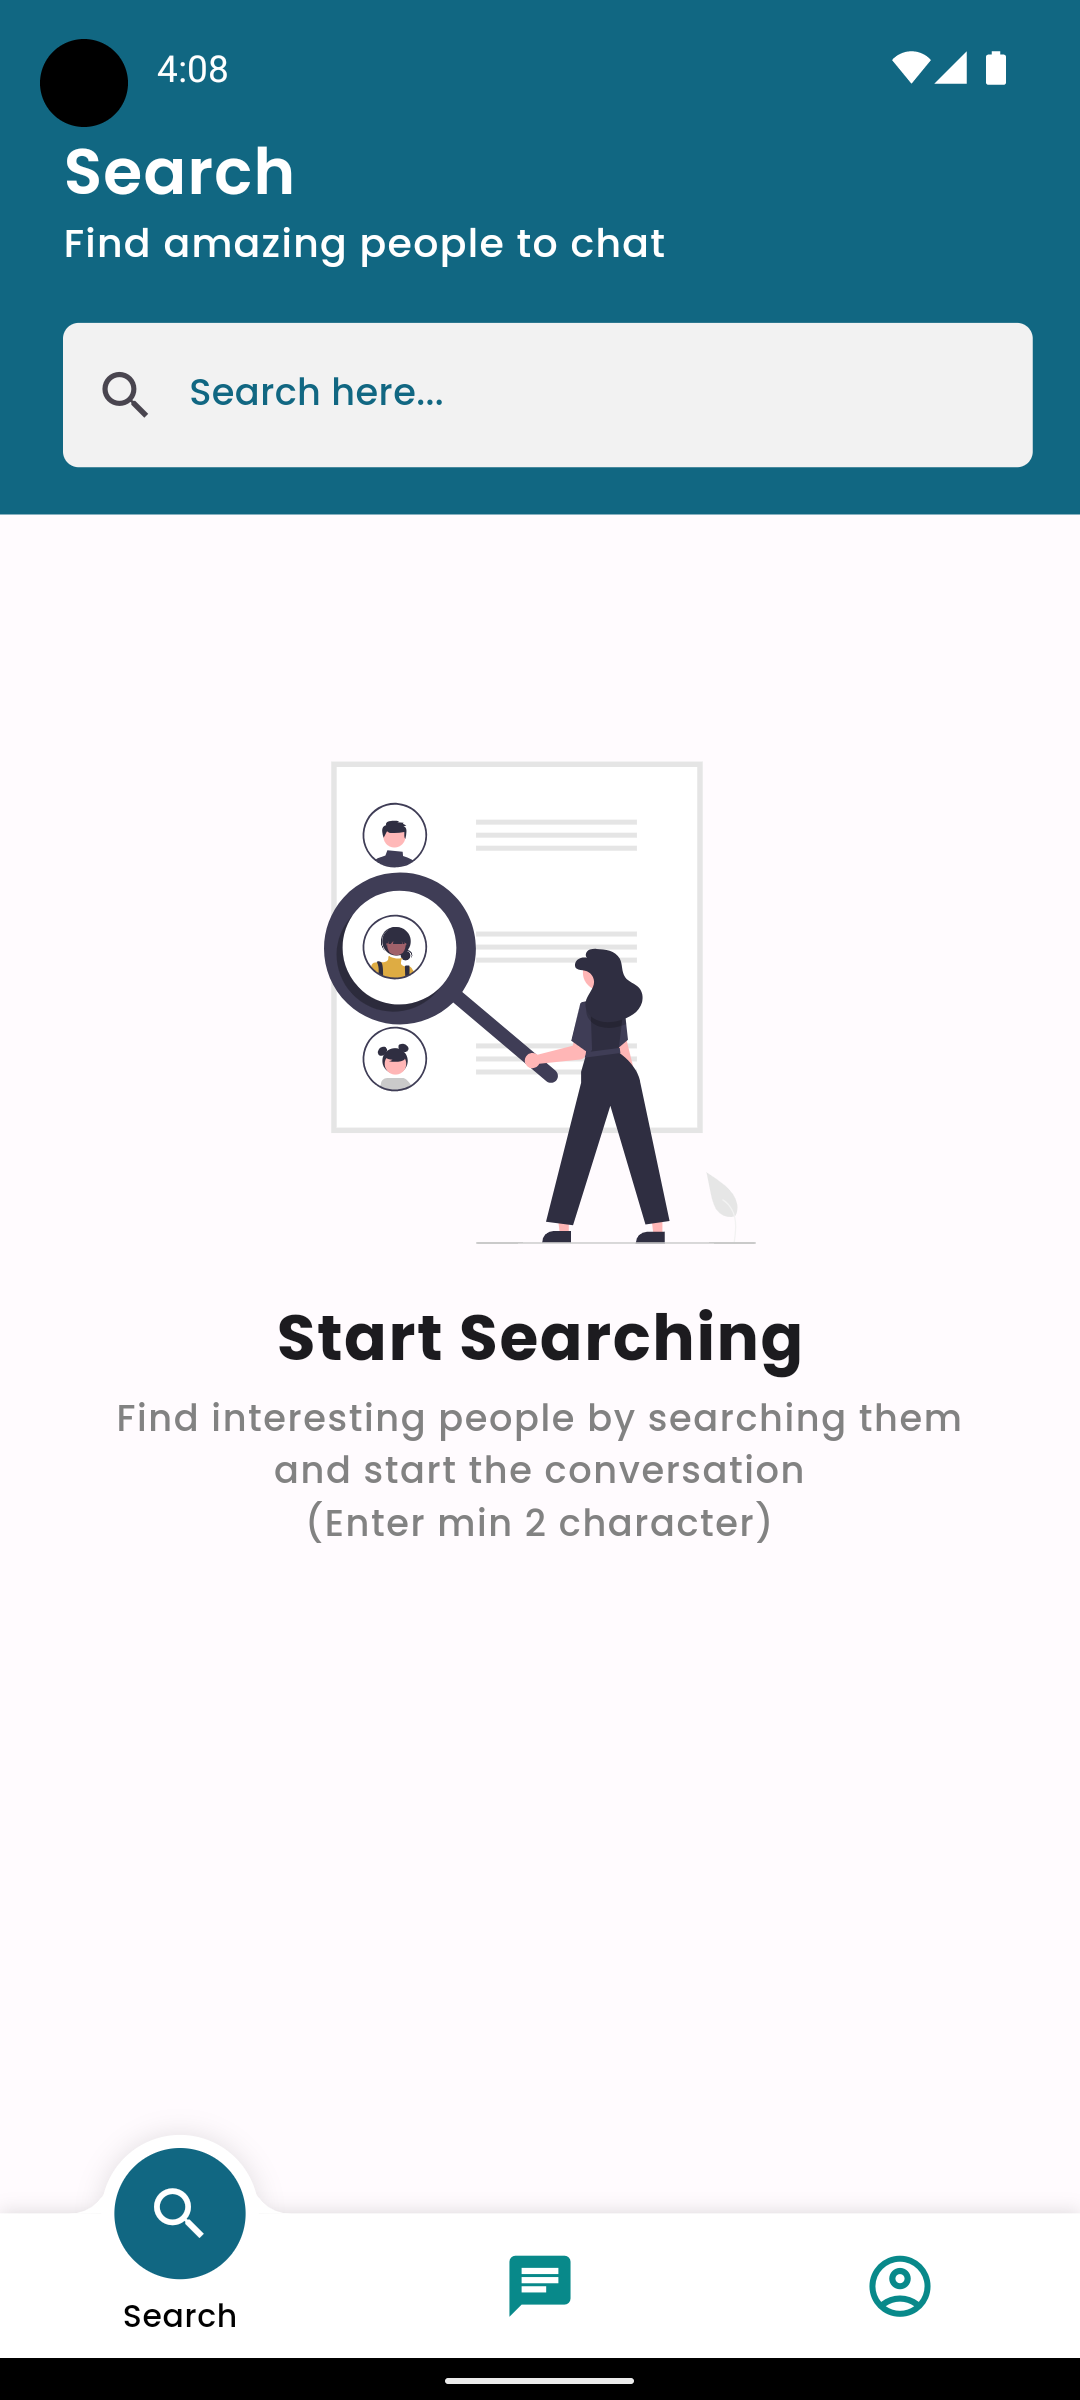 4:08
Search
Find amazing people to chat
Search here...
Start Searching
Find interesting people by searching them
and start the conversation
(Enter min 2 character)
Search